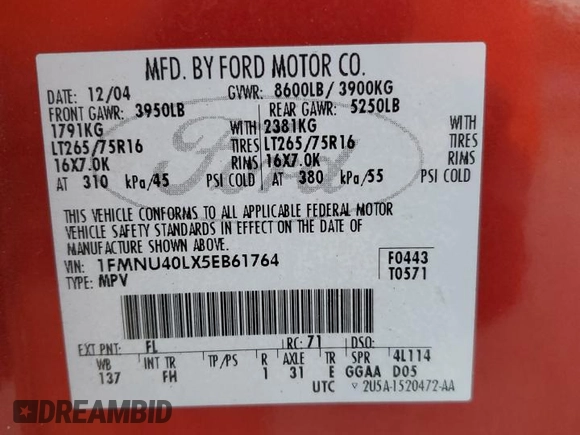 MFD. BY FORD MOTOR CO.
DATE: 12/04 GVWR: 8600LB/ 3900KG
FRONT GAWR: 3950LB REAR GAWR: 5250LB
1791KG WITH 2381KG WITH
LT265/75R16 TIRES LT265/75R16 TIRES
16X7.0K RIMS 16X7.0K RIMS
AT 310 kPa/45 PSI COLD AT 380 kPa/55 PSI COLD
Ford
THIS VEHICLE CONFORMS TO ALL APPLICABLE FEDERAL MOTOR
VEHICLE SAFETY STANDARDS IN EFFECT ON THE DATE OF
MANUFACTURE SHOWN ABOVE.
VIN: 1FMNU40LX5EB61764 F0443
TYPE: MPV T0571
EXT PNT: FL RC: 71 DSO:
WB INT TR TP/PS R AXLE TR SPR 4L114
137 FH 1 31 E GGAA D05
UTC 2U5A-1520472-AA
DREAMBID